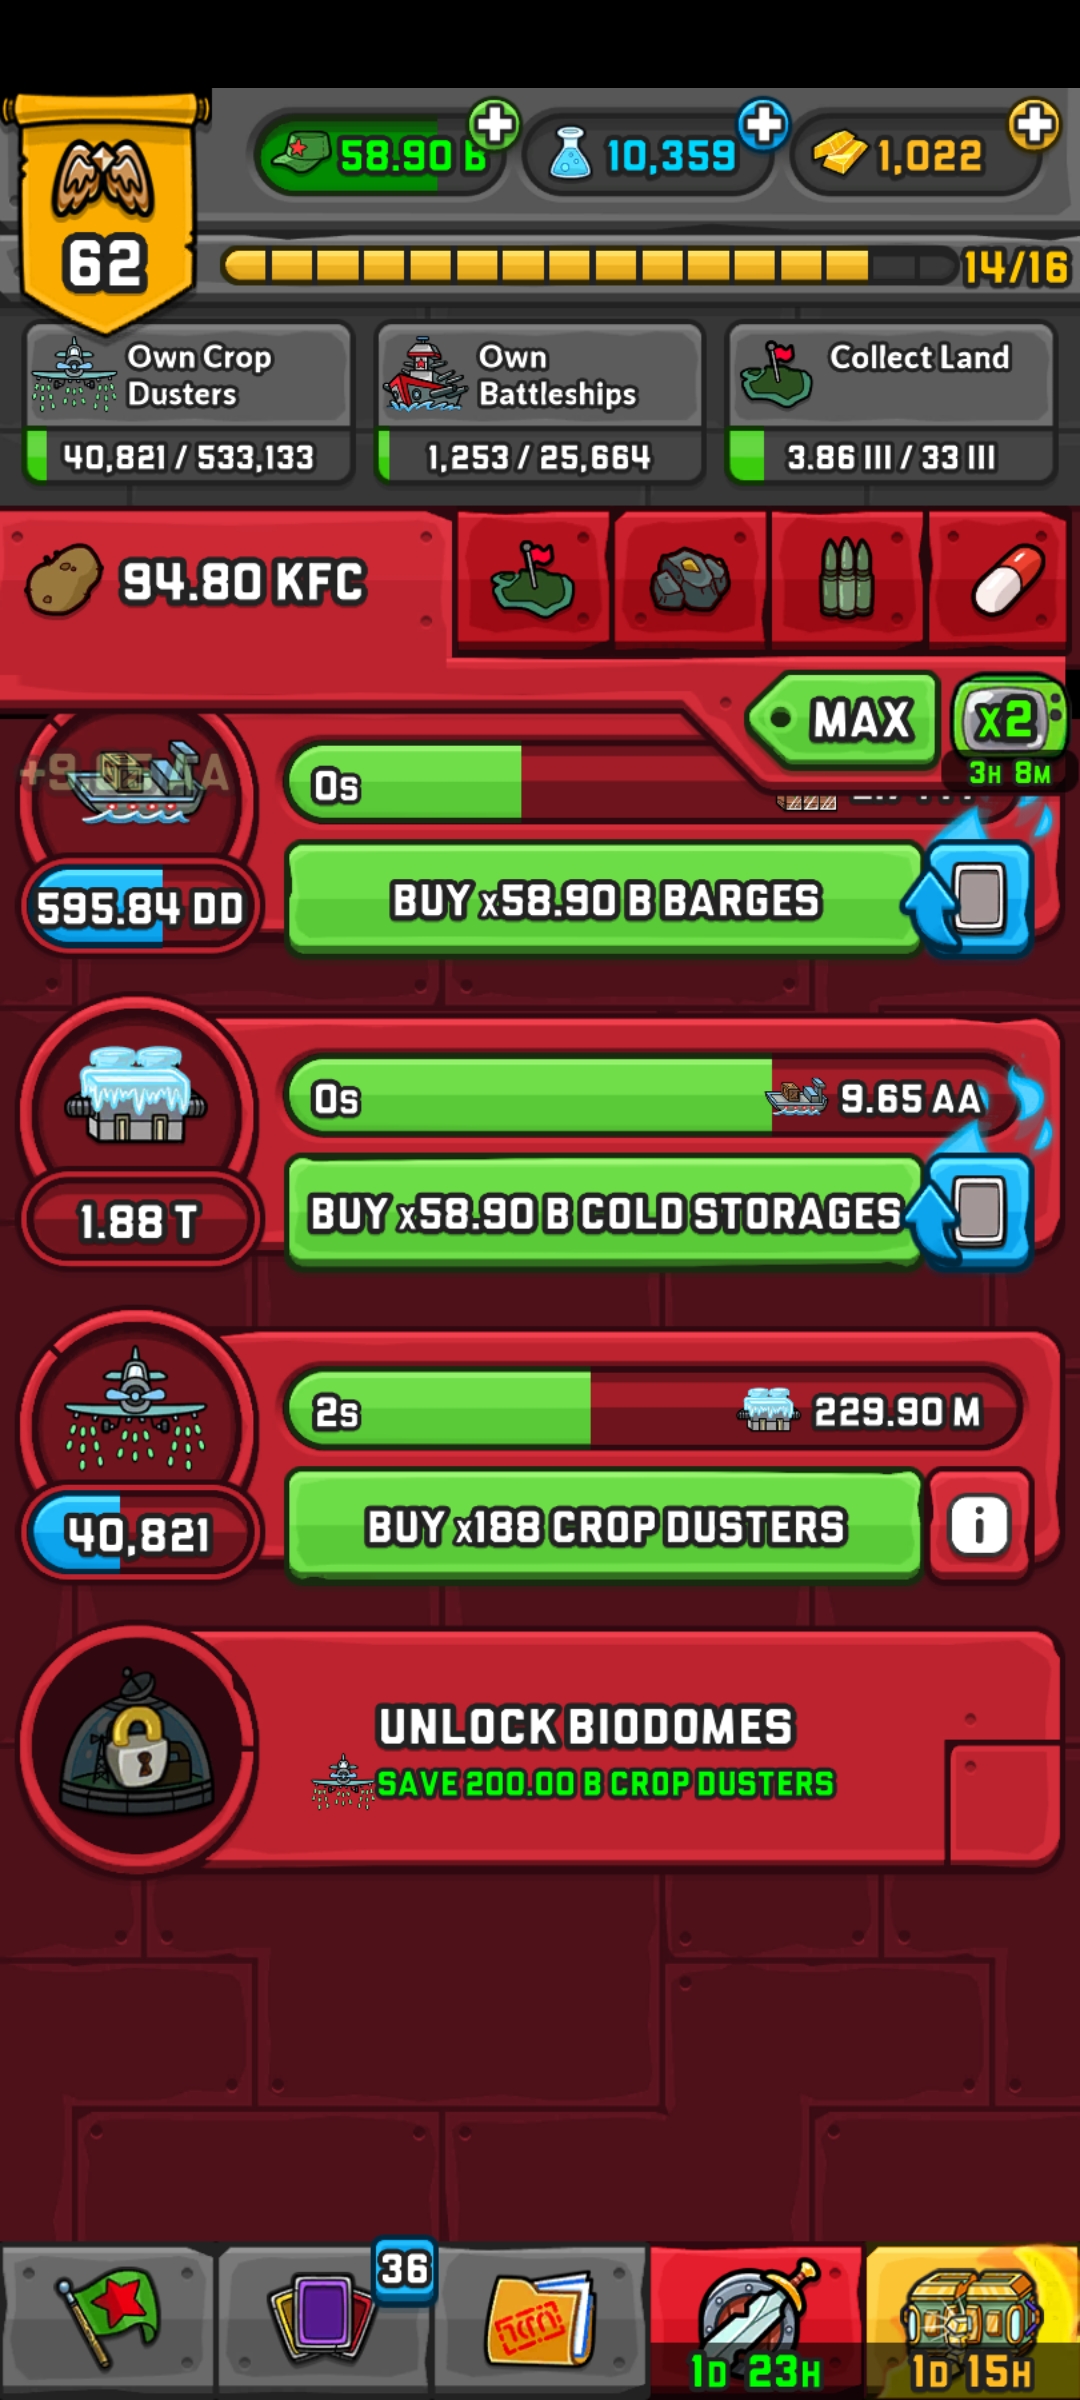 58.90 B
10,359
1,022
62
14/16
Own Crop
Dusters
Own
Battleships
Collect Land
40,821 / 533,133
1,253 / 25,664
3.86 III / 33 III
94.80 KFC
MAX
x2
3H 8M
0s
595.84 DD
BUY x58.90 B BARGES
0s
9.65 AA
1.88 T
BUY x58.90 B COLD STORAGES
2s
229.90 M
40,821
BUY x188 CROP DUSTERS
i
UNLOCK BIODOMES
SAVE 200.00 B CROP DUSTERS
36
1D 23H
1D 15H